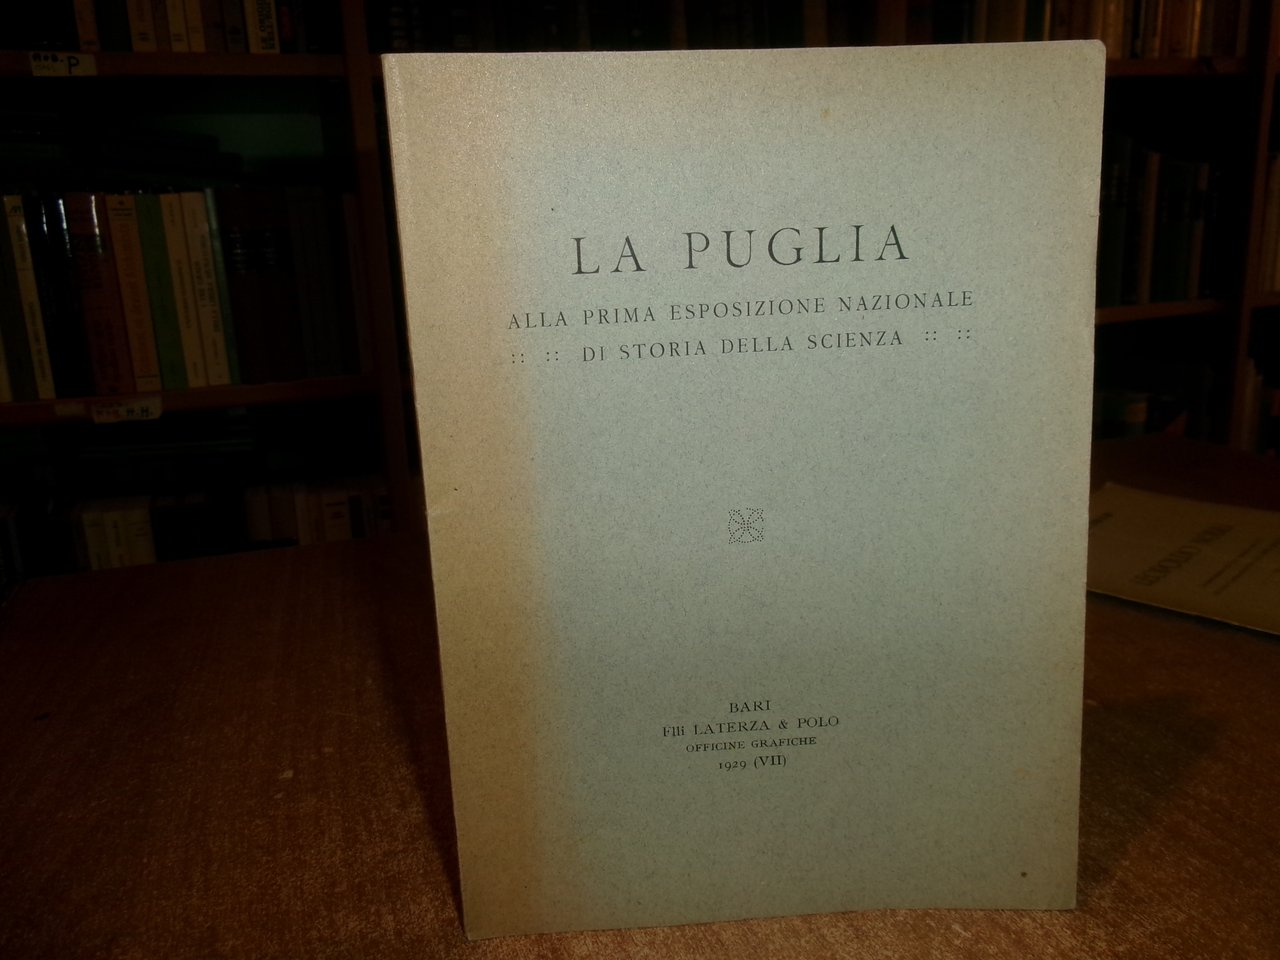 LA PUGLIA
ALLA PRIMA ESPOSIZIONE NAZIONALE
:: :: DI STORIA DELLA SCIENZA :: ::
BARI
Flli LATERZA & POLO
OFFICINE GRAFICHE
1929 (VII)